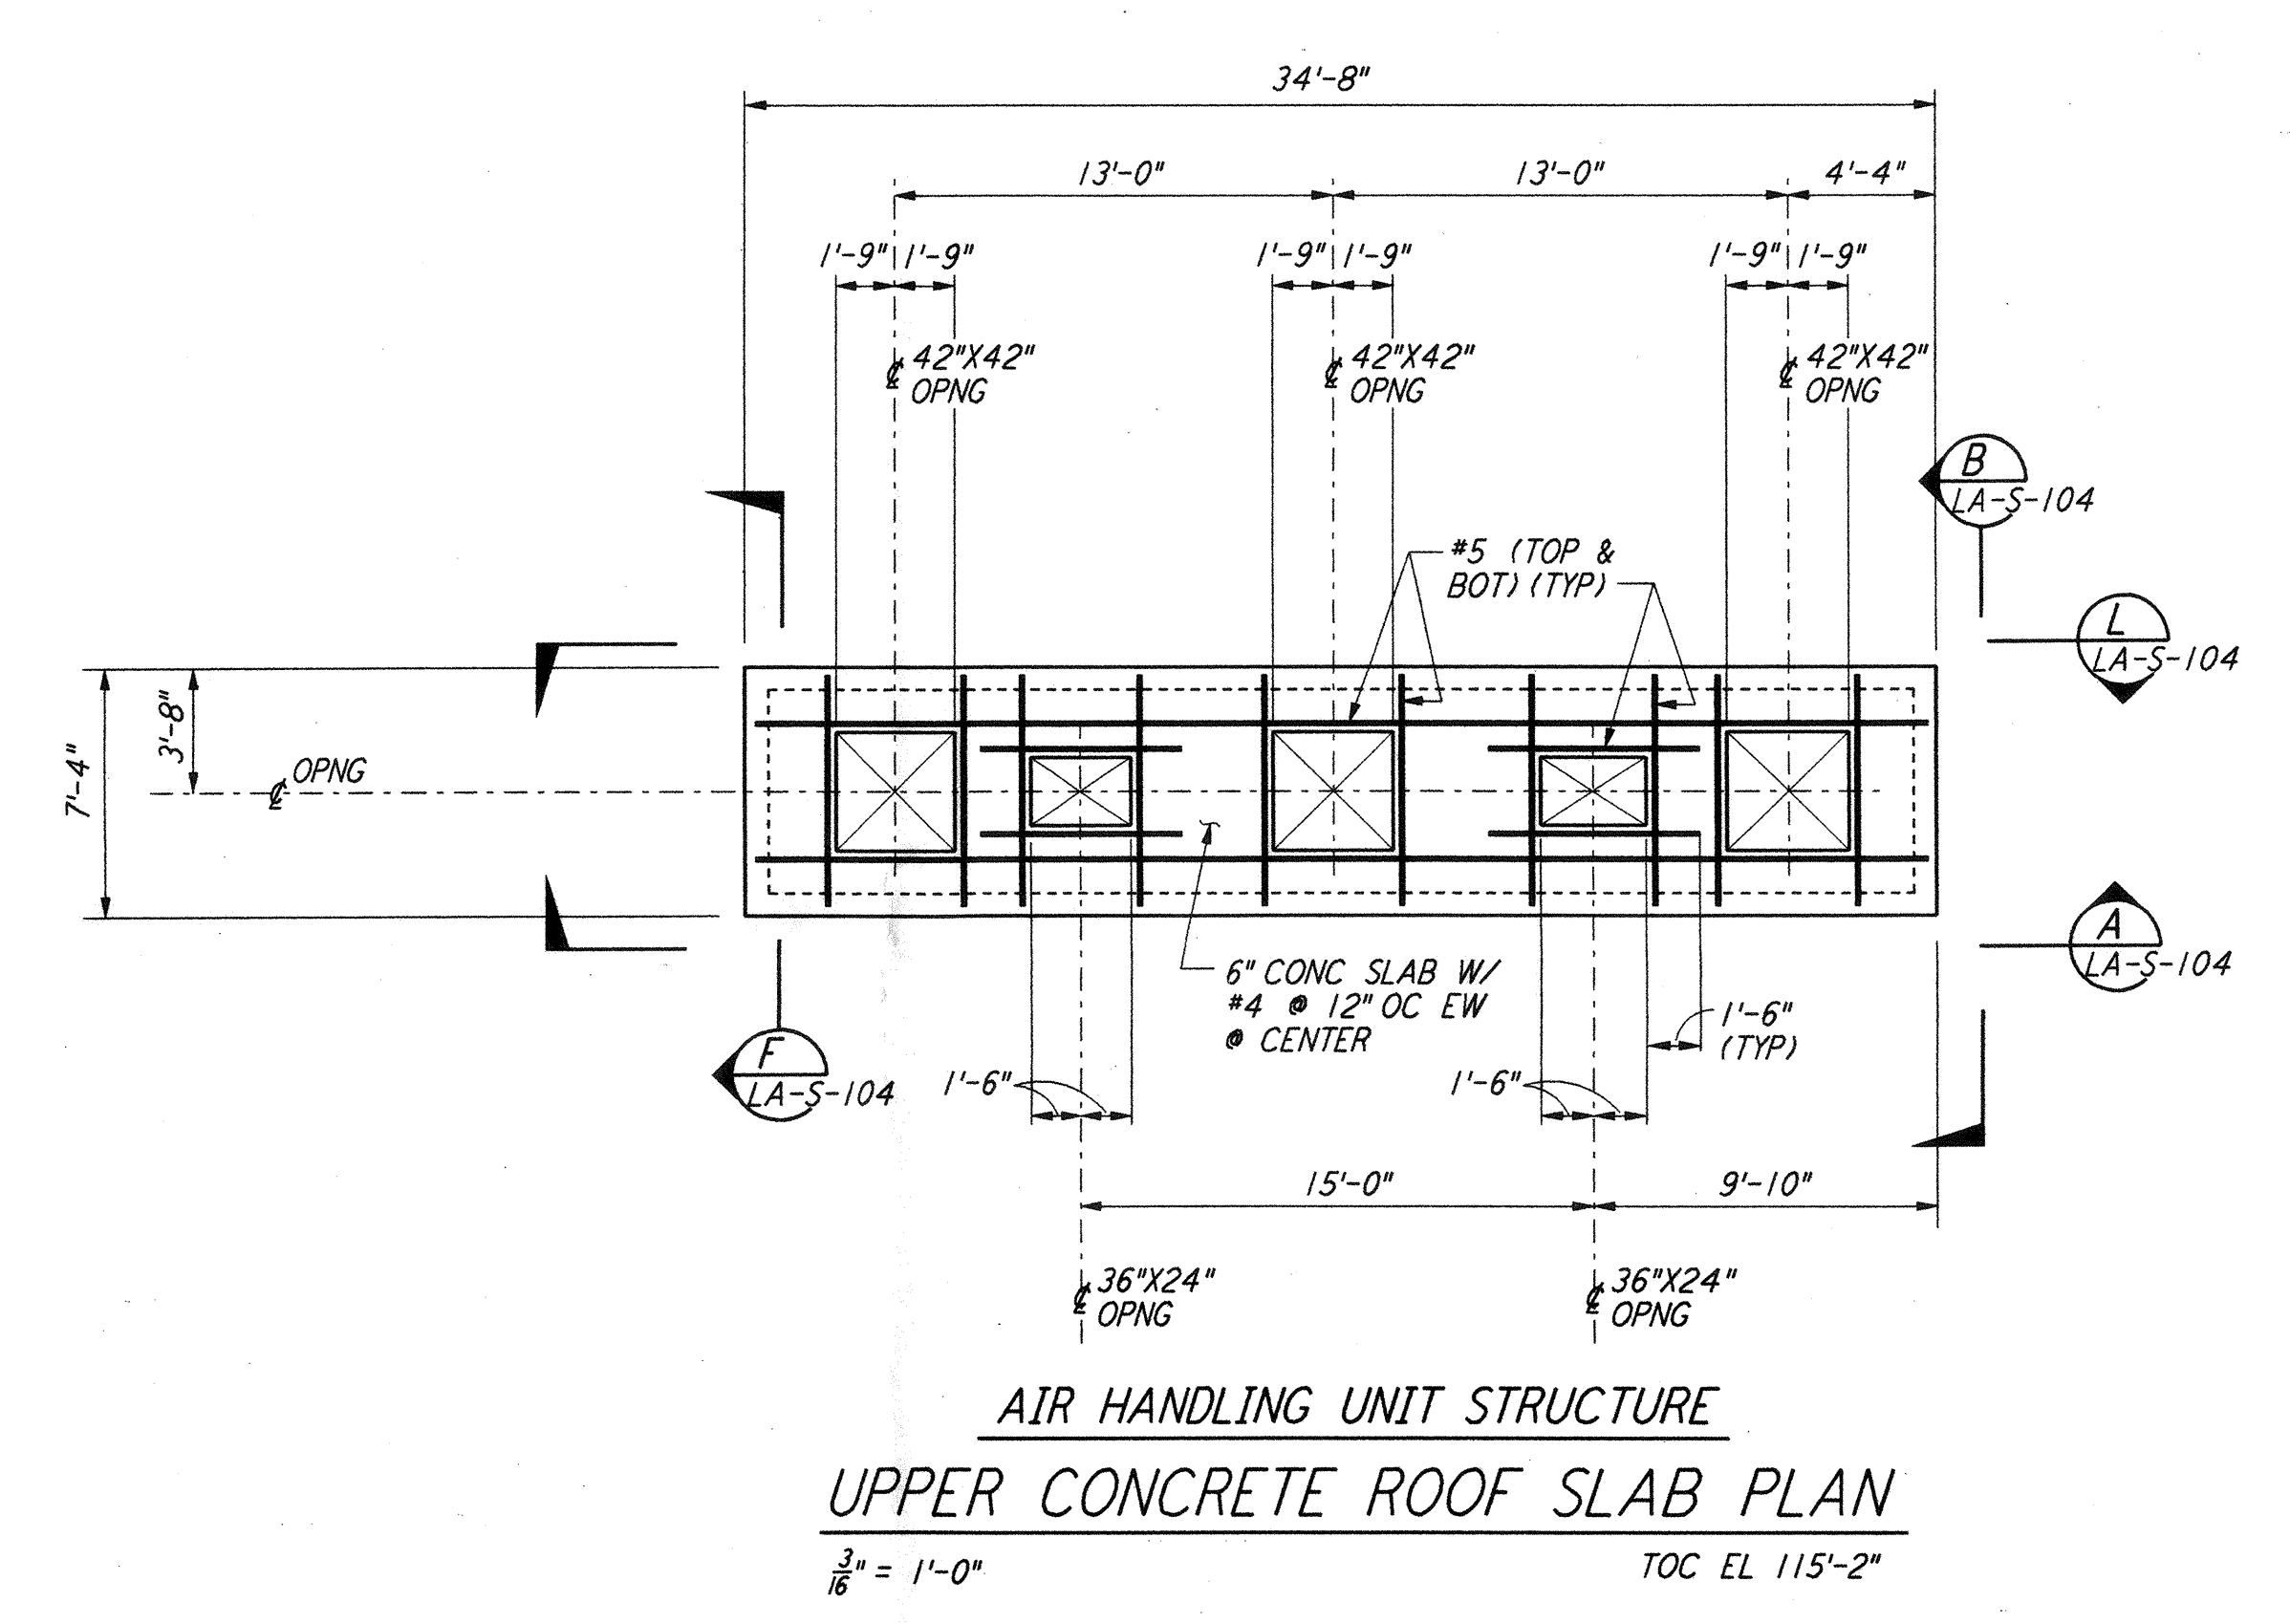 34'-8"
13'-0" 13'-0" 4'-4"
1'-9" 1'-9" 1'-9" 1'-9" 1'-9" 1'-9"
℄ 42"X42"
OPNG
℄ 42"X42"
OPNG
℄ 42"X42"
OPNG
B
LA-S-104
#5 (TOP &
BOT) (TYP)
L
LA-S-104
3'-8"
7'-4"
℄ OPNG
A
LA-S-104
6" CONC SLAB W/
#4 @ 12" OC EW
@ CENTER
1'-6"
(TYP)
F
LA-S-104
1'-6"
1'-6"
15'-0" 9'-10"
℄ 36"X24"
OPNG
℄ 36"X24"
OPNG
AIR HANDLING UNIT STRUCTURE
UPPER CONCRETE ROOF SLAB PLAN
3/16" = 1'-0" TOC EL 115'-2"